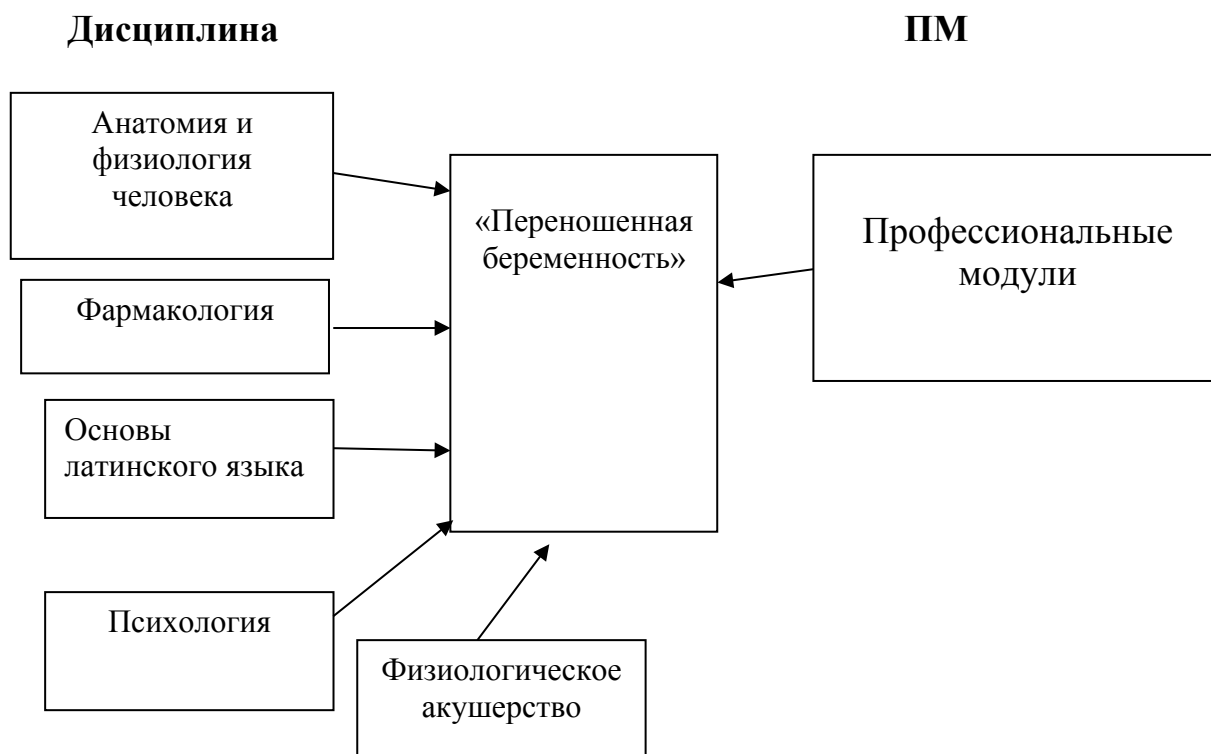 Дисциплина
ПМ
Анатомия и
физиология
человека
Фармакология
Основы
латинского языка
Психология
«Переношенная
беременность»
Физиологическое
акушерство
Профессиональные
модули